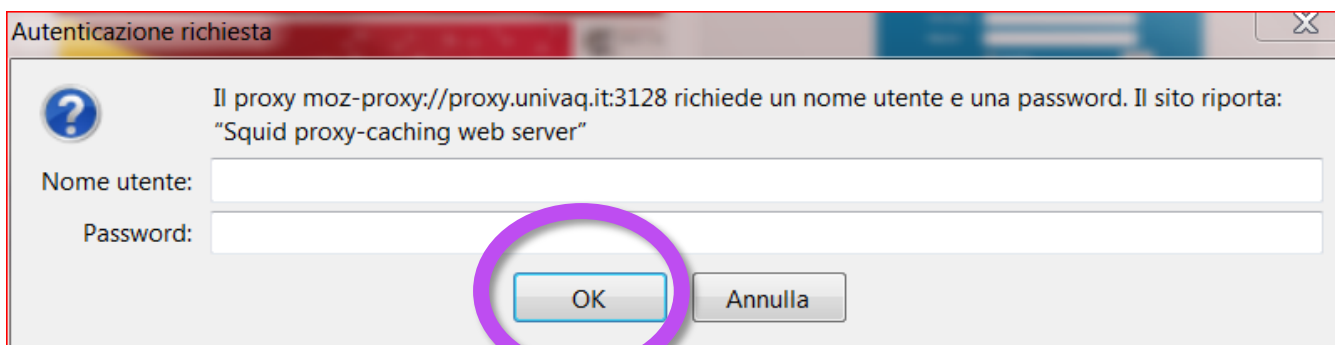 Autenticazione richiesta
Il proxy moz-proxy://proxy.univaq.it:3128 richiede un nome utente e una password. Il sito riporta:
"Squid proxy-caching web server"
Nome utente:
Password:
OK
Annulla